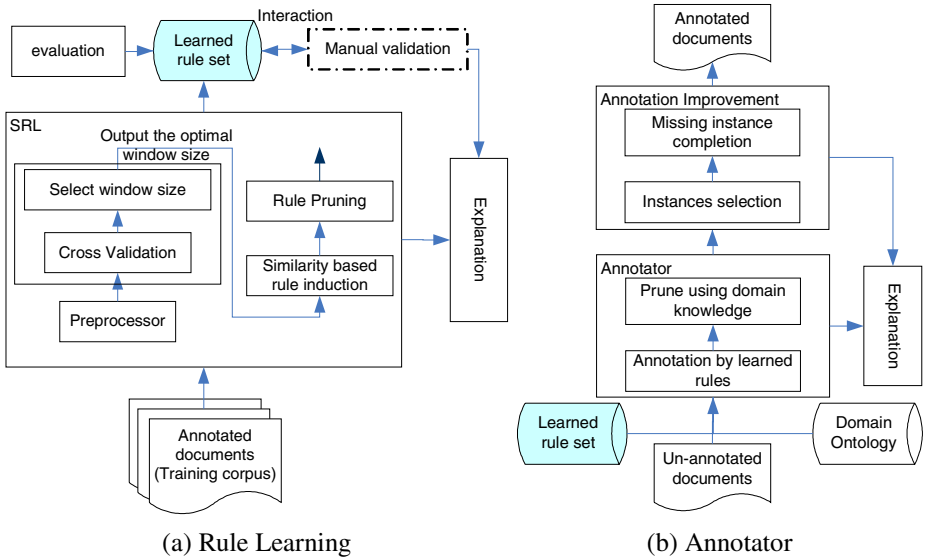 Interaction
evaluation
Learned
rule set
Manual validation
SRL
Output the optimal
window size
Select window size
Cross Validation
Preprocessor
Rule Pruning
Similarity based
rule induction
Explanation
Annotated
documents
(Training corpus)
(a) Rule Learning
Annotated
documents
Annotation Improvement
Missing instance
completion
Instances selection
Annotator
Prune using domain
knowledge
Annotation by learned
rules
Explanation
Learned
rule set
Domain
Ontology
Un-annotated
documents
(b) Annotator